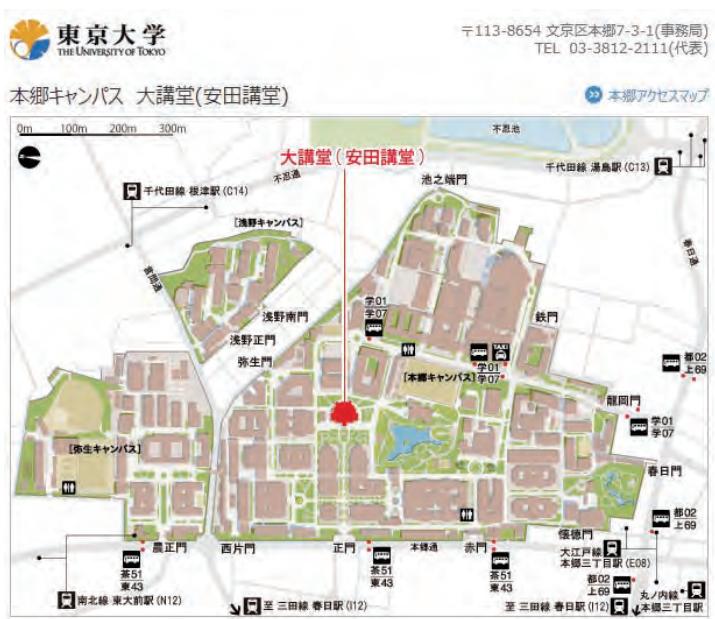 東京大学
THE UNIVERSITY OF TOKYO
〒113-8654 文京区本郷7-3-1(事務局)
TEL 03-3812-2111(代表)
本郷キャンパス 大講堂(安田講堂)
本郷アクセスマップ
0m 100m 200m 300m
不忍池
大講堂(安田講堂)
千代田線 湯島駅(C13)
不忍通
池之端門
千代田線 根津駅(C14)
[浅野キャンパス]
春日通
言問通
学01
学07
浅野南門
鉄門
浅野正門
TAXI
弥生門
学01
学07
[本郷キャンパス]
都02
上69
龍岡門
学01
学07
[弥生キャンパス]
春日門
都02
上69
懐徳門
農正門
西片門
正門
本郷通
赤門
大江戸線
本郷三丁目駅(E08)
茶51
東43
茶51
東43
茶51
東43
都02
上69
丸ノ内線
本郷三丁目駅
南北線 東大前駅(N12)
至 三田線 春日駅(I12)
至 三田線 春日駅(I12)